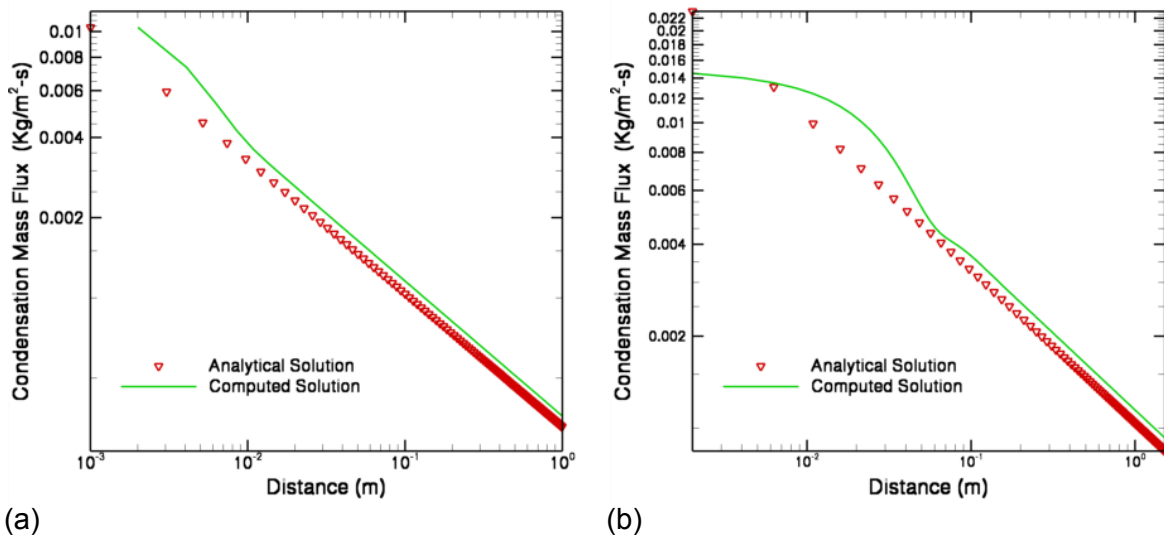 0.01
0.008
0.006
0.004
0.002
Condensation Mass Flux (Kg/m²-s)
Analytical Solution
Computed Solution
10⁻³
10⁻²
10⁻¹
10⁰
Distance (m)
(a)
0.022
0.02
0.018
0.016
0.014
0.012
0.01
0.008
0.006
0.004
0.002
Condensation Mass Flux (Kg/m²-s)
Analytical Solution
Computed Solution
10⁻²
10⁻¹
10⁰
Distance (m)
(b)